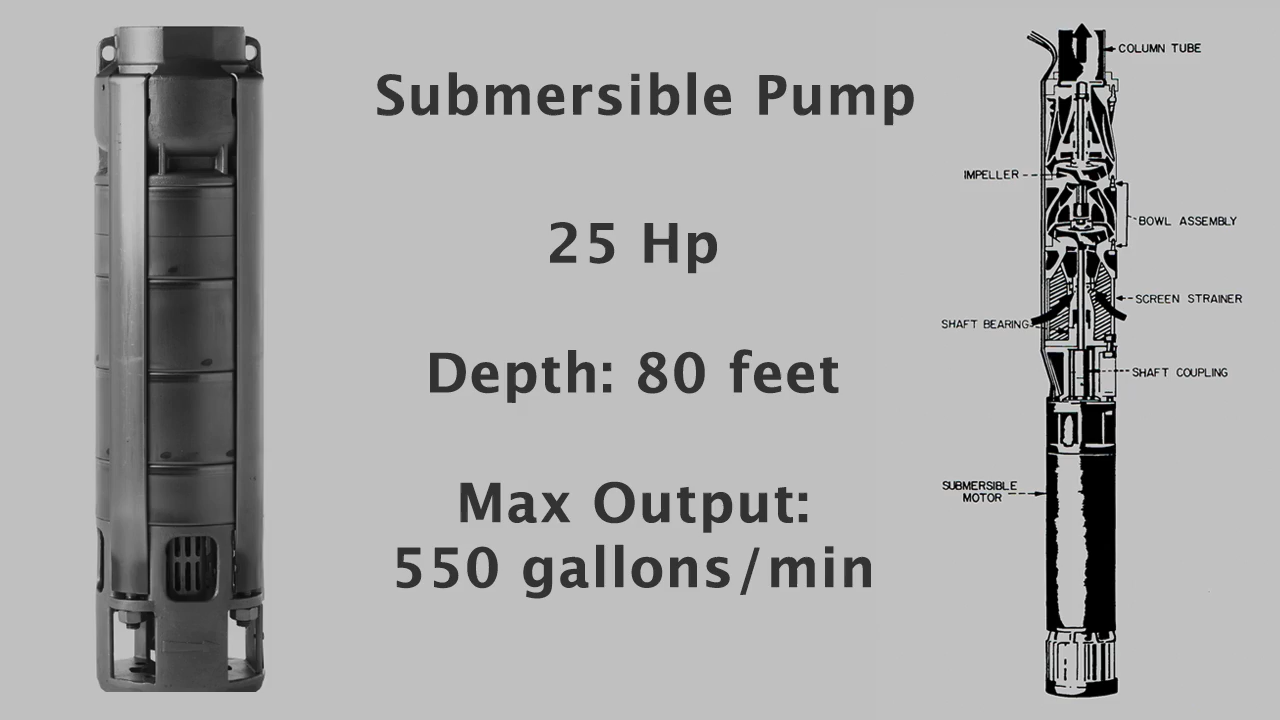 Submersible Pump
25 Hp
Depth: 80 feet
Max Output:
550 gallons/min
COLUMN TUBE
IMPELLER
BOWL ASSEMBLY
SCREEN STRAINER
SHAFT BEARING
SHAFT COUPLING
SUBMERSIBLE
MOTOR